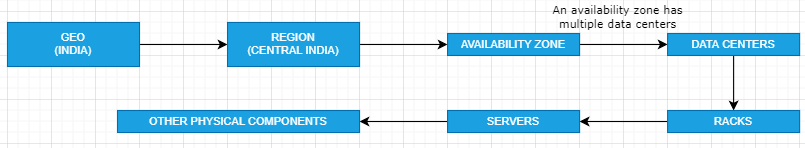 An availability zone has
multiple data centers
GEO
(INDIA)
REGION
(CENTRAL INDIA)
AVAILABILITY ZONE
DATA CENTERS
OTHER PHYSICAL COMPONENTS
SERVERS
RACKS